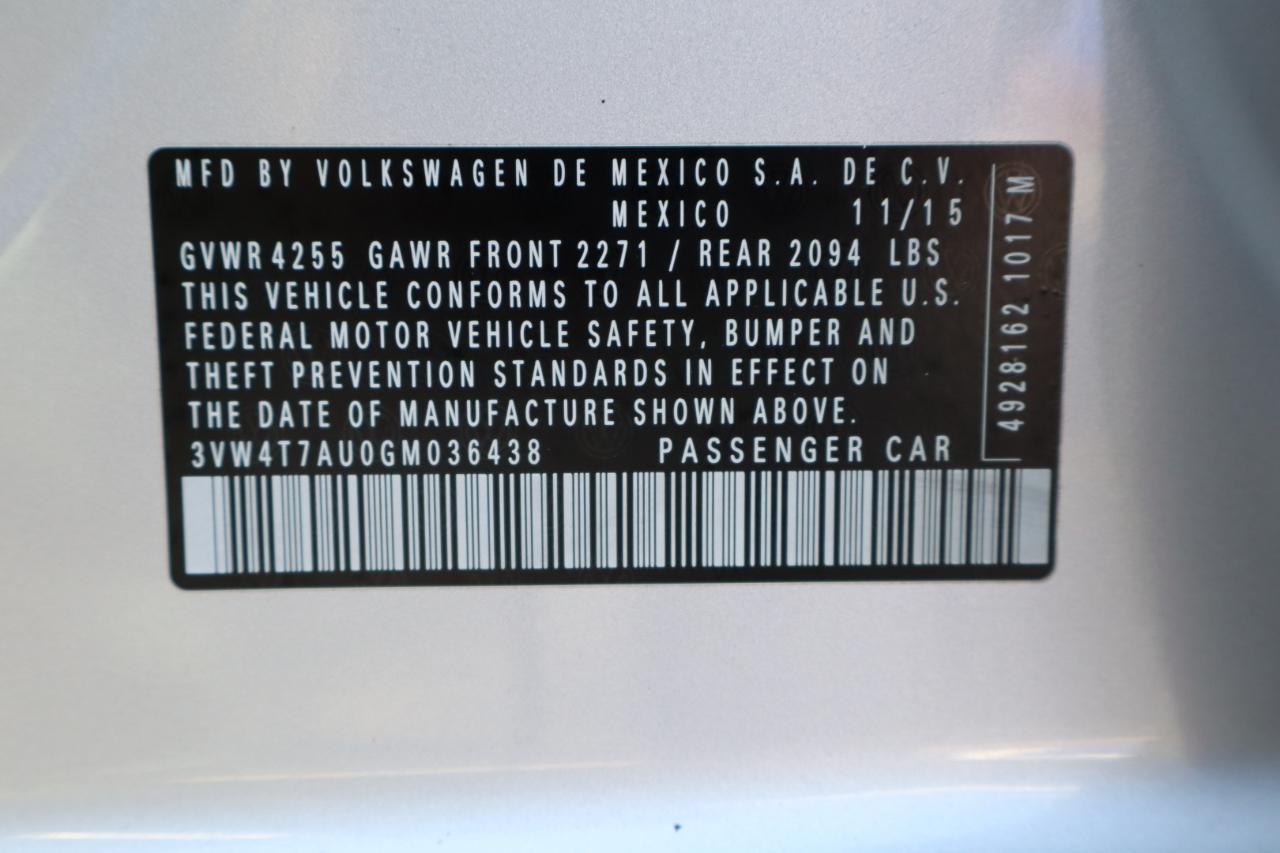 MFD BY VOLKSWAGEN DE MEXICO S.A. DE C.V.
MEXICO 11/15
GVWR 4255 GAWR FRONT 2271 / REAR 2094 LBS
THIS VEHICLE CONFORMS TO ALL APPLICABLE U.S.
FEDERAL MOTOR VEHICLE SAFETY, BUMPER AND
THEFT PREVENTION STANDARDS IN EFFECT ON
THE DATE OF MANUFACTURE SHOWN ABOVE.
3VW4T7AU0GM036438 PASSENGER CAR
4928162 1017 M